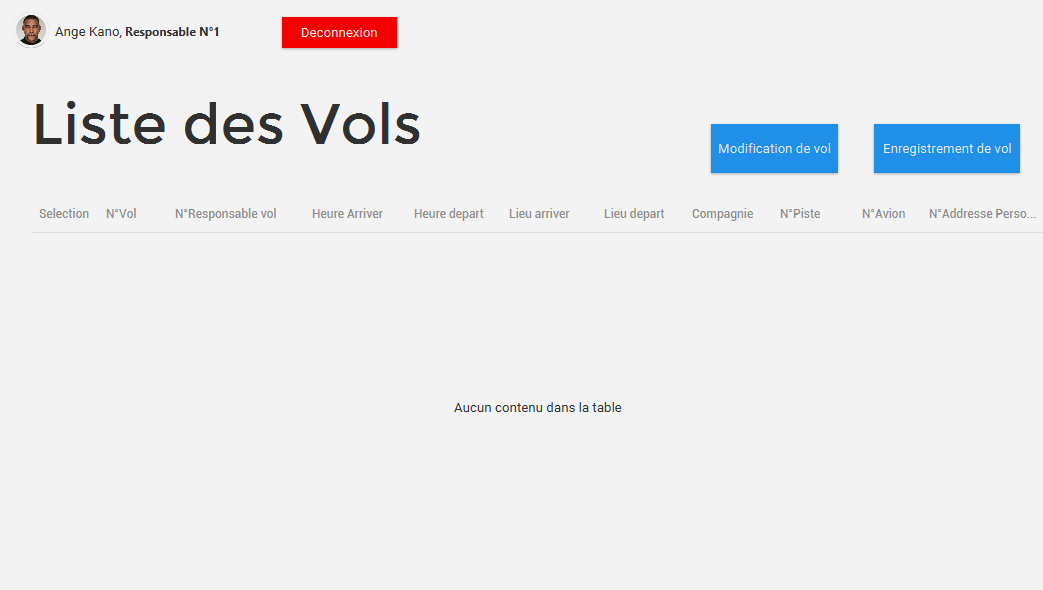 Ange Kano, Responsable N°1 Deconnexion
Liste des Vols
Modification de vol Enregistrement de vol
Selection N°Vol N°Responsable vol Heure Arriver Heure depart Lieu arriver Lieu depart Compagnie N°Piste N°Avion N°Addresse Perso...
Aucun contenu dans la table